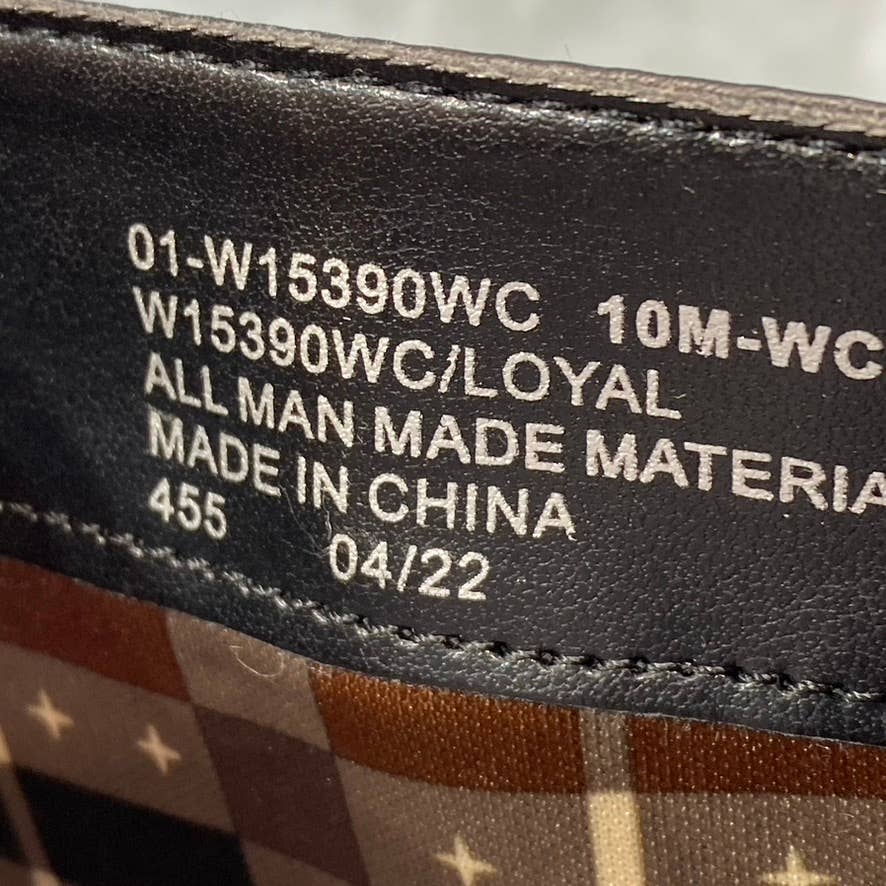 01-W15390WC 10M-WC
W15390WC/LOYAL
ALL MAN MADE MATERIA
MADE IN CHINA
455 04/22